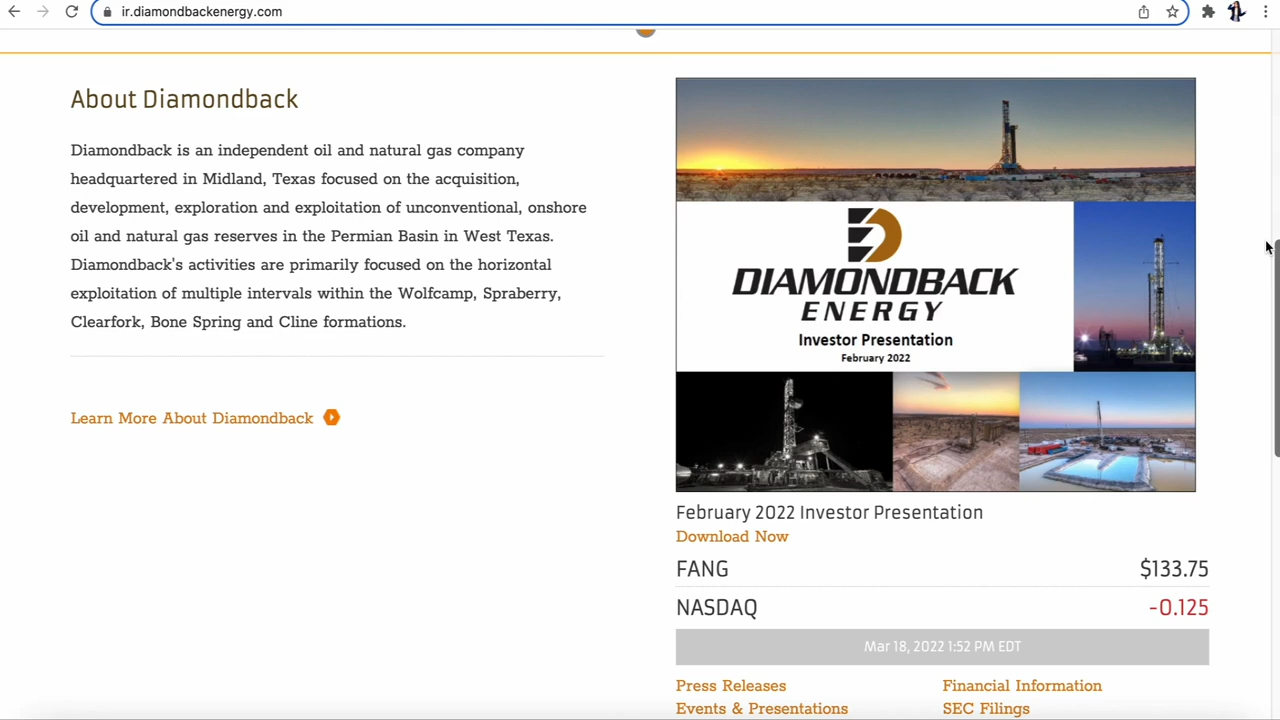 ir.diamondbackenergy.com
About Diamondback
Diamondback is an independent oil and natural gas company
headquartered in Midland, Texas focused on the acquisition,
development, exploration and exploitation of unconventional, onshore
oil and natural gas reserves in the Permian Basin in West Texas.
Diamondback's activities are primarily focused on the horizontal
exploitation of multiple intervals within the Wolfcamp, Spraberry,
Clearfork, Bone Spring and Cline formations.
Learn More About Diamondback
DIAMONDBACK
ENERGY
Investor Presentation
February 2022
February 2022 Investor Presentation
Download Now
FANG $133.75
NASDAQ -0.125
Mar 18, 2022 1:52 PM EDT
Press Releases Financial Information
Events & Presentations SEC Filings